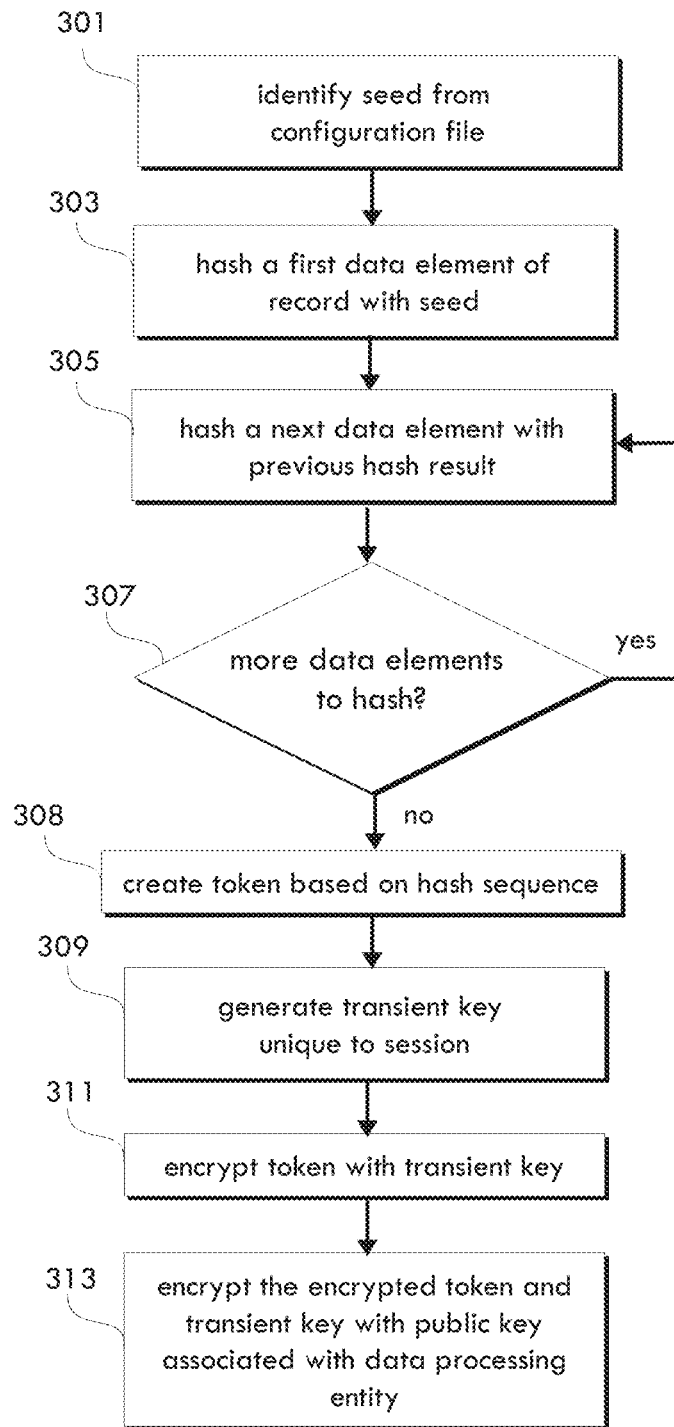 301
identify seed from
configuration file
303
hash a first data element of
record with seed
305
hash a next data element with
previous hash result
307
more data elements
to hash?
yes
no
308
create token based on hash sequence
309
generate transient key
unique to session
311
encrypt token with transient key
313
encrypt the encrypted token and
transient key with public key
associated with data processing
entity